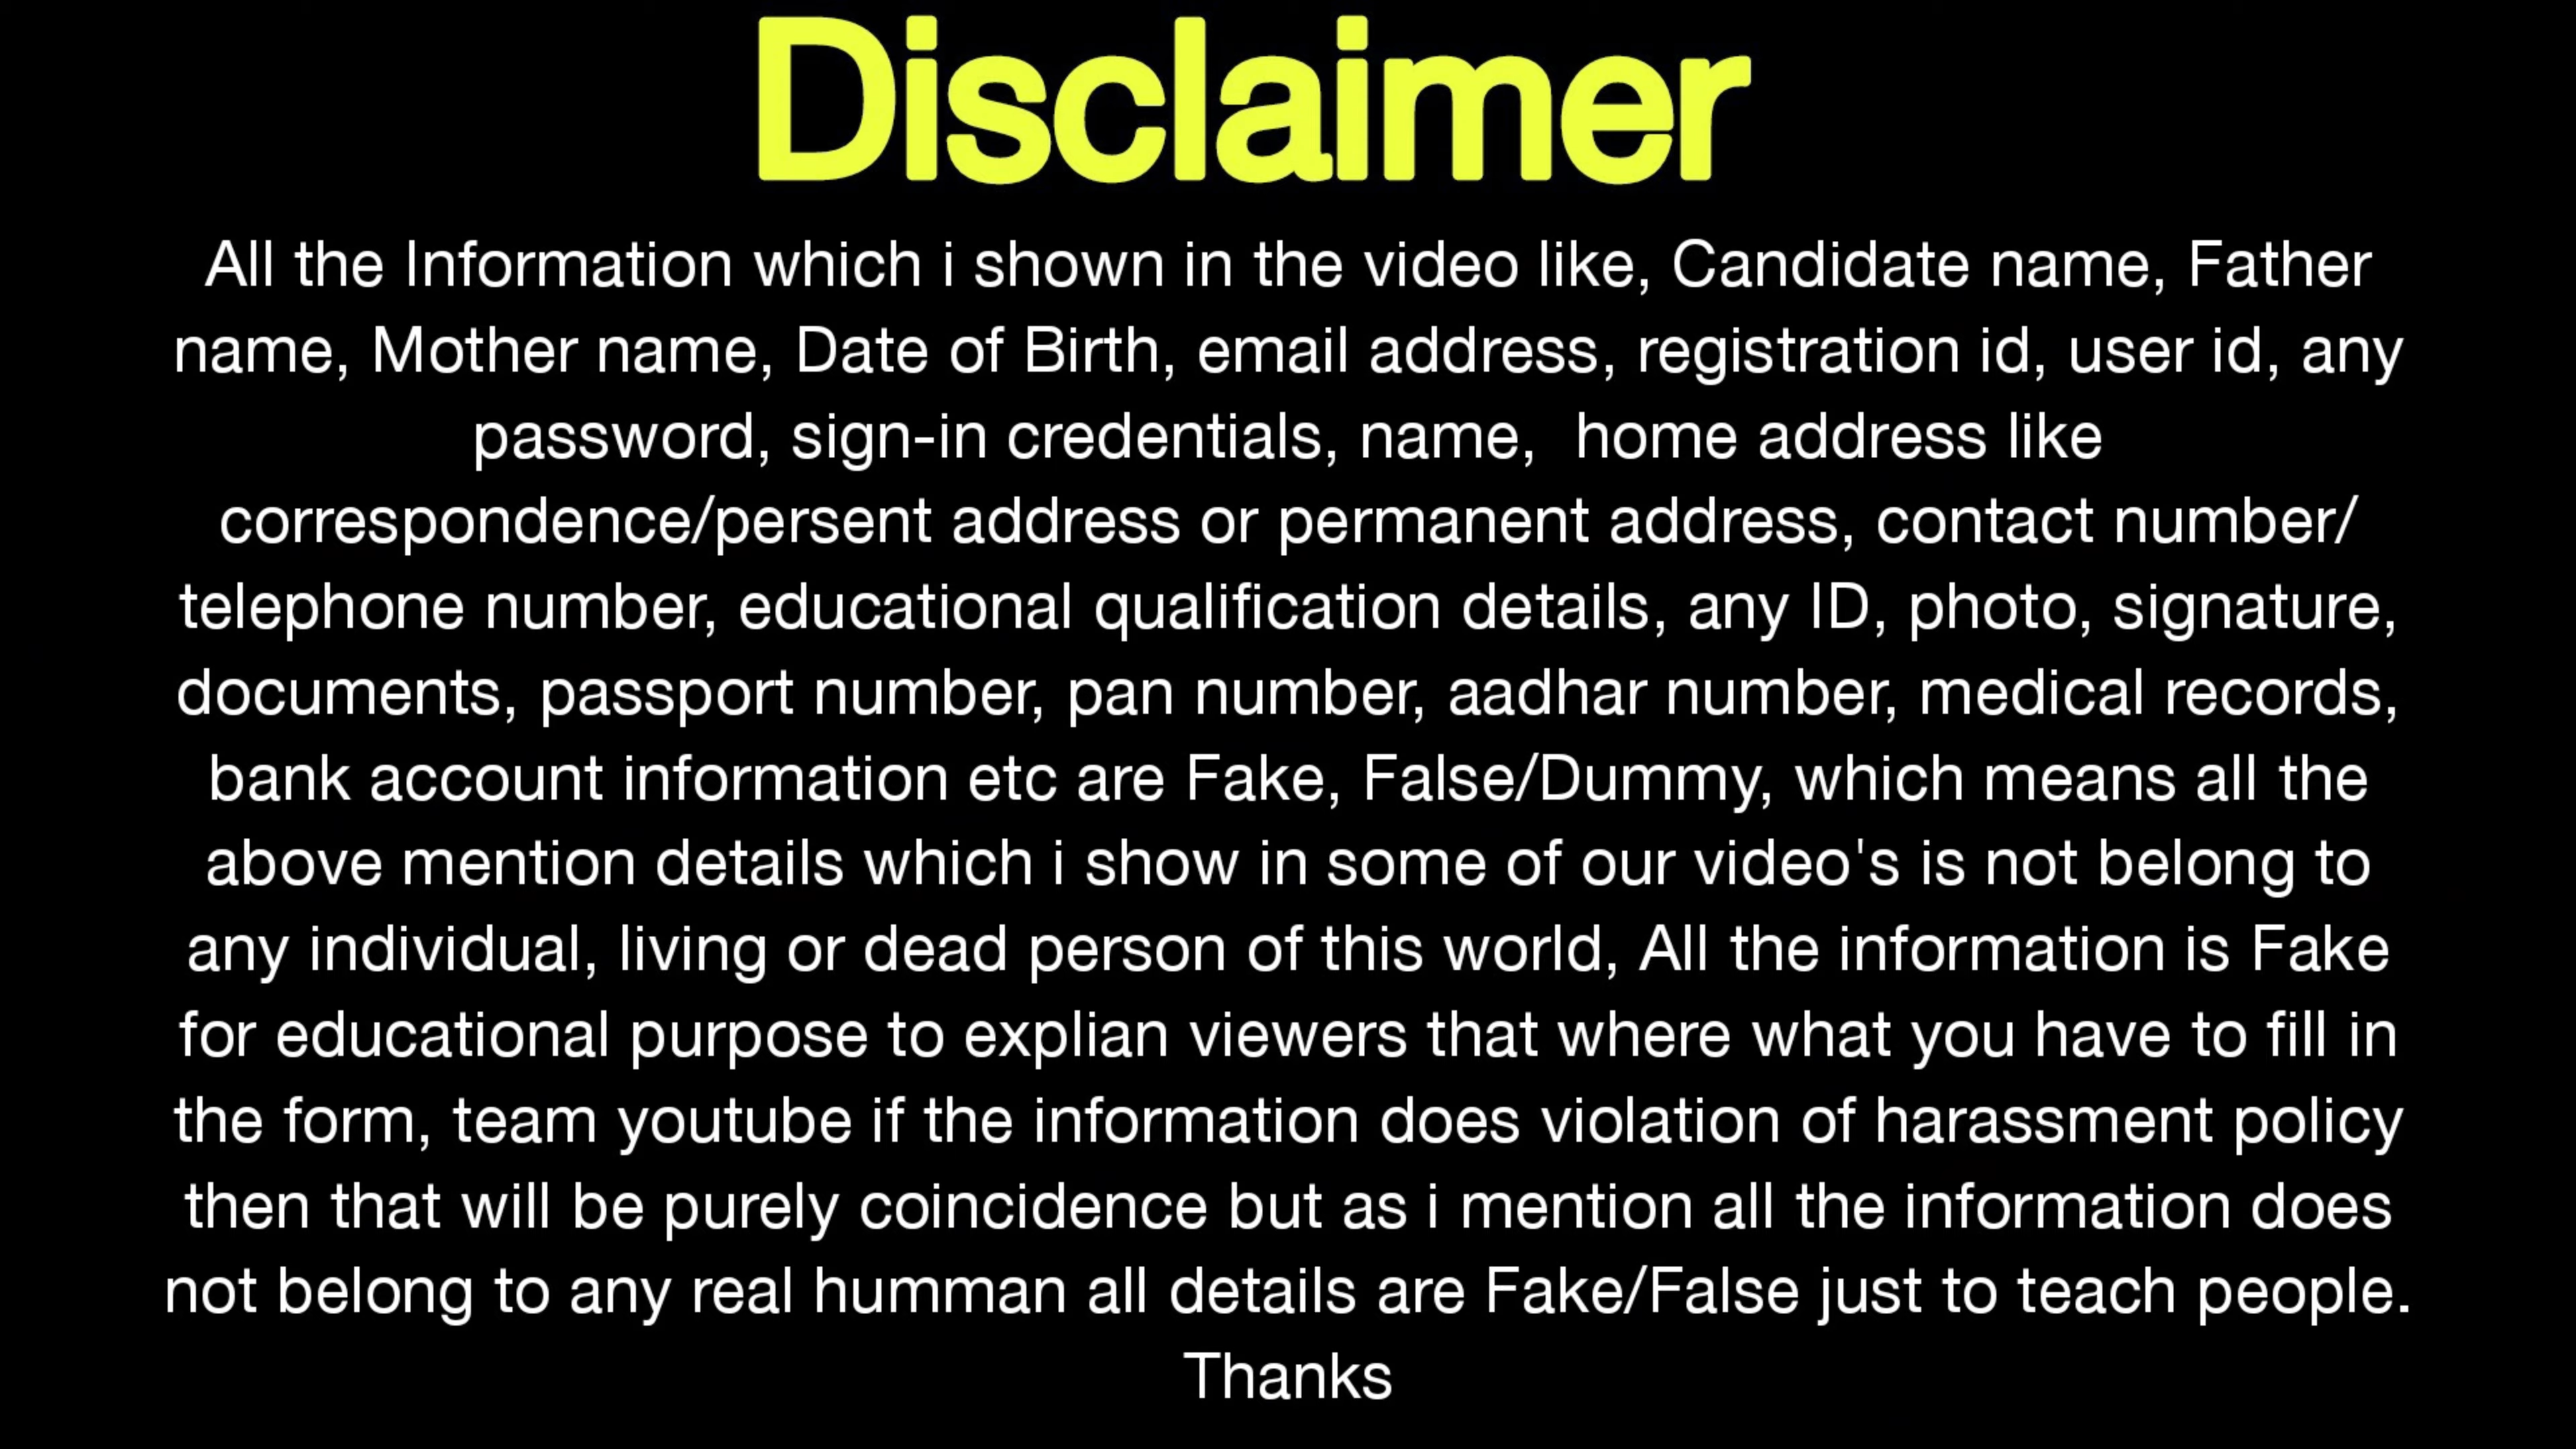 Disclaimer
All the Information which i shown in the video like, Candidate name, Father
name, Mother name, Date of Birth, email address, registration id, user id, any
password, sign-in credentials, name,  home address like
correspondence/persent address or permanent address, contact number/
telephone number, educational qualification details, any ID, photo, signature,
documents, passport number, pan number, aadhar number, medical records,
bank account information etc are Fake, False/Dummy, which means all the
above mention details which i show in some of our video's is not belong to
any individual, living or dead person of this world, All the information is Fake
for educational purpose to explian viewers that where what you have to fill in
the form, team youtube if the information does violation of harassment policy
then that will be purely coincidence but as i mention all the information does
not belong to any real humman all details are Fake/False just to teach people.
Thanks